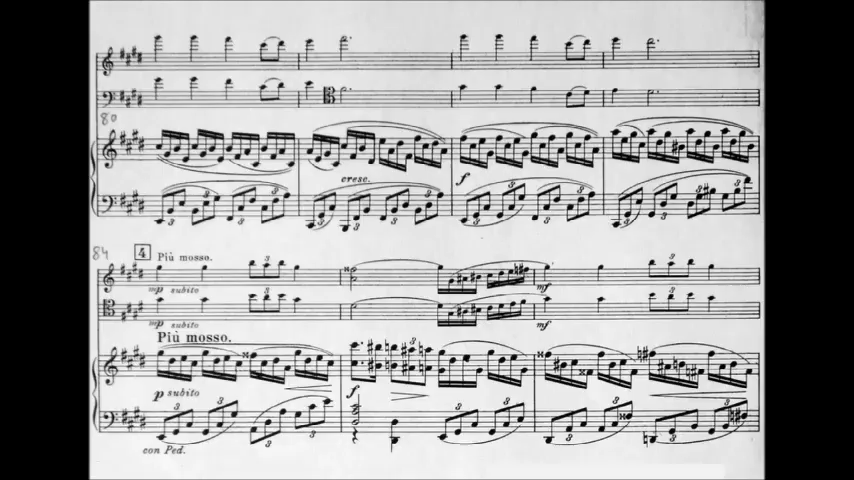 80
cresc.
f
84
4 Più mosso.
mp subito
mf
mp subito
mf
Più mosso.
p subito
f
con Ped.